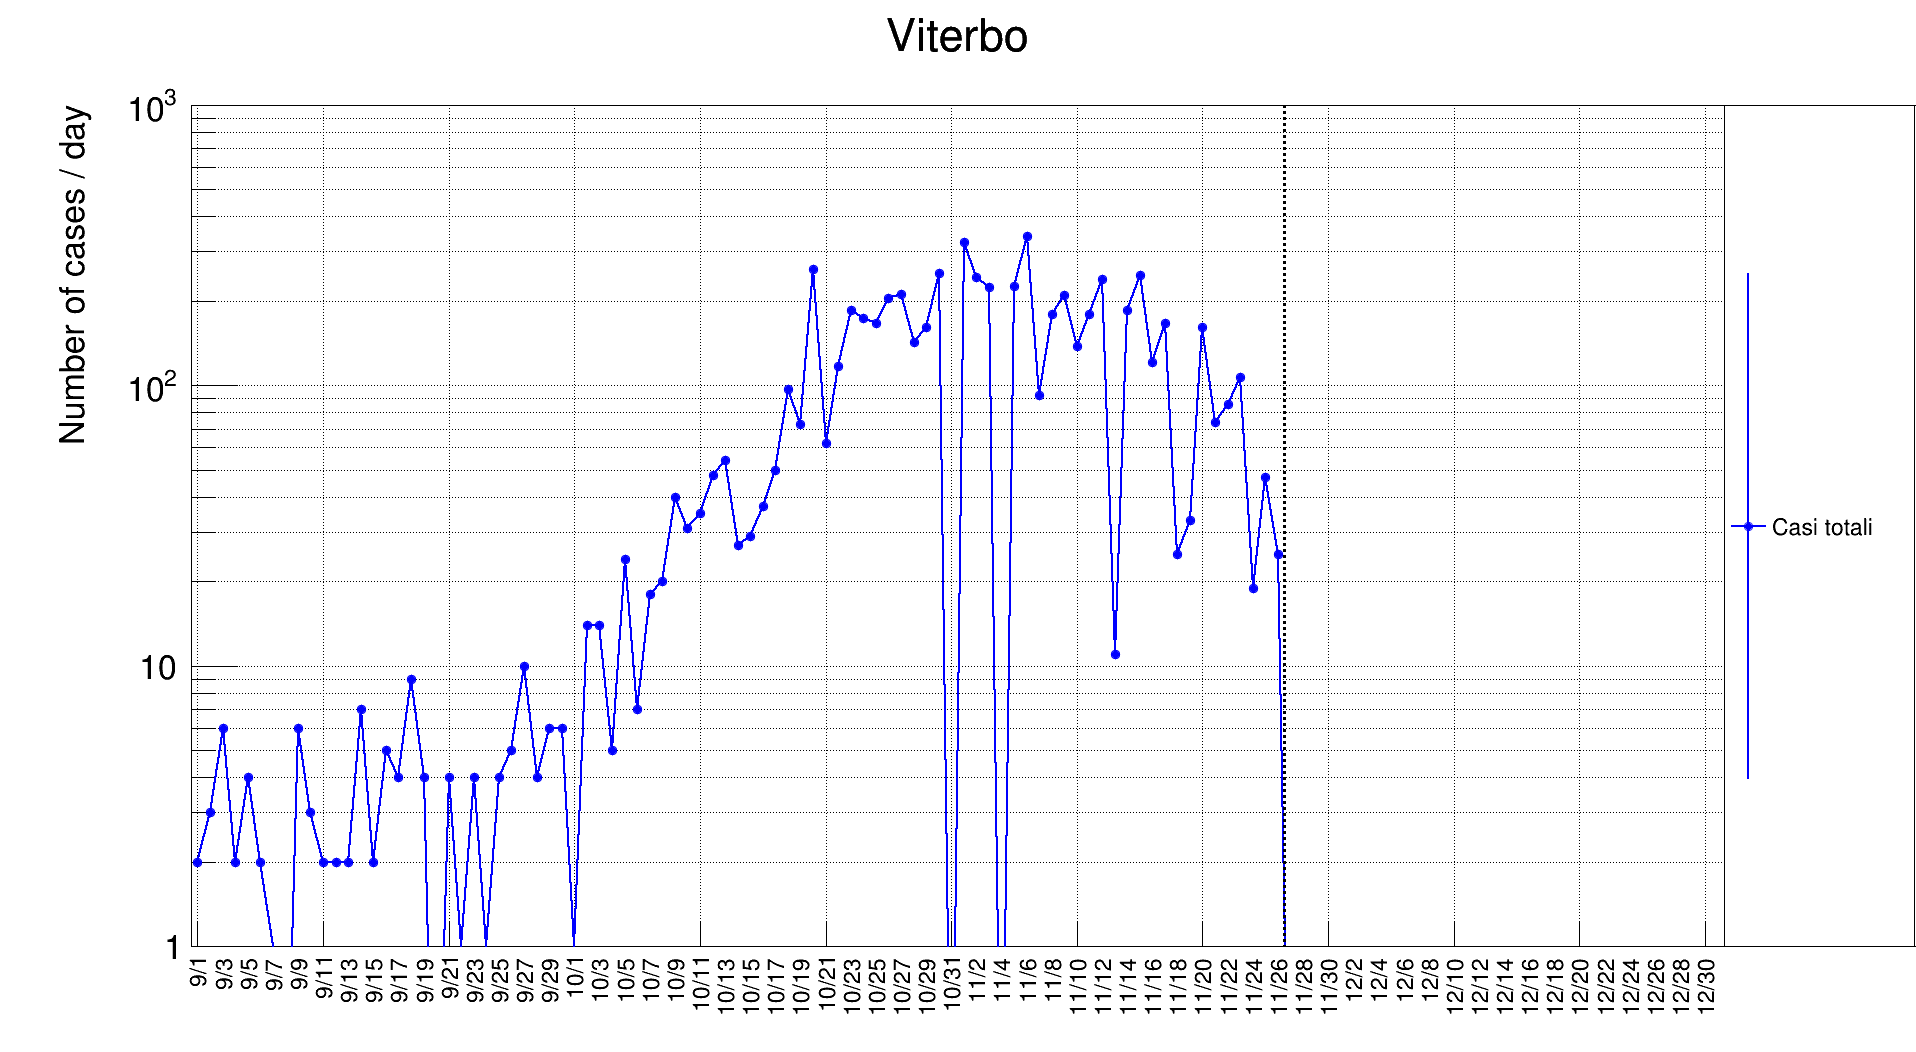 Viterbo
Number of cases / day
10³
10²
10
1
9/1 9/3 9/5 9/7 9/9 9/11 9/13 9/15 9/17 9/19 9/21 9/23 9/25 9/27 9/29 10/1 10/3 10/5 10/7 10/9 10/11 10/13 10/15 10/17 10/19 10/21 10/23 10/25 10/27 10/29 10/31 11/2 11/4 11/6 11/8 11/10 11/12 11/14 11/16 11/18 11/20 11/22 11/24 11/26 11/28 11/30 12/2 12/4 12/6 12/8 12/10 12/12 12/14 12/16 12/18 12/20 12/22 12/24 12/26 12/28 12/30
Casi totali